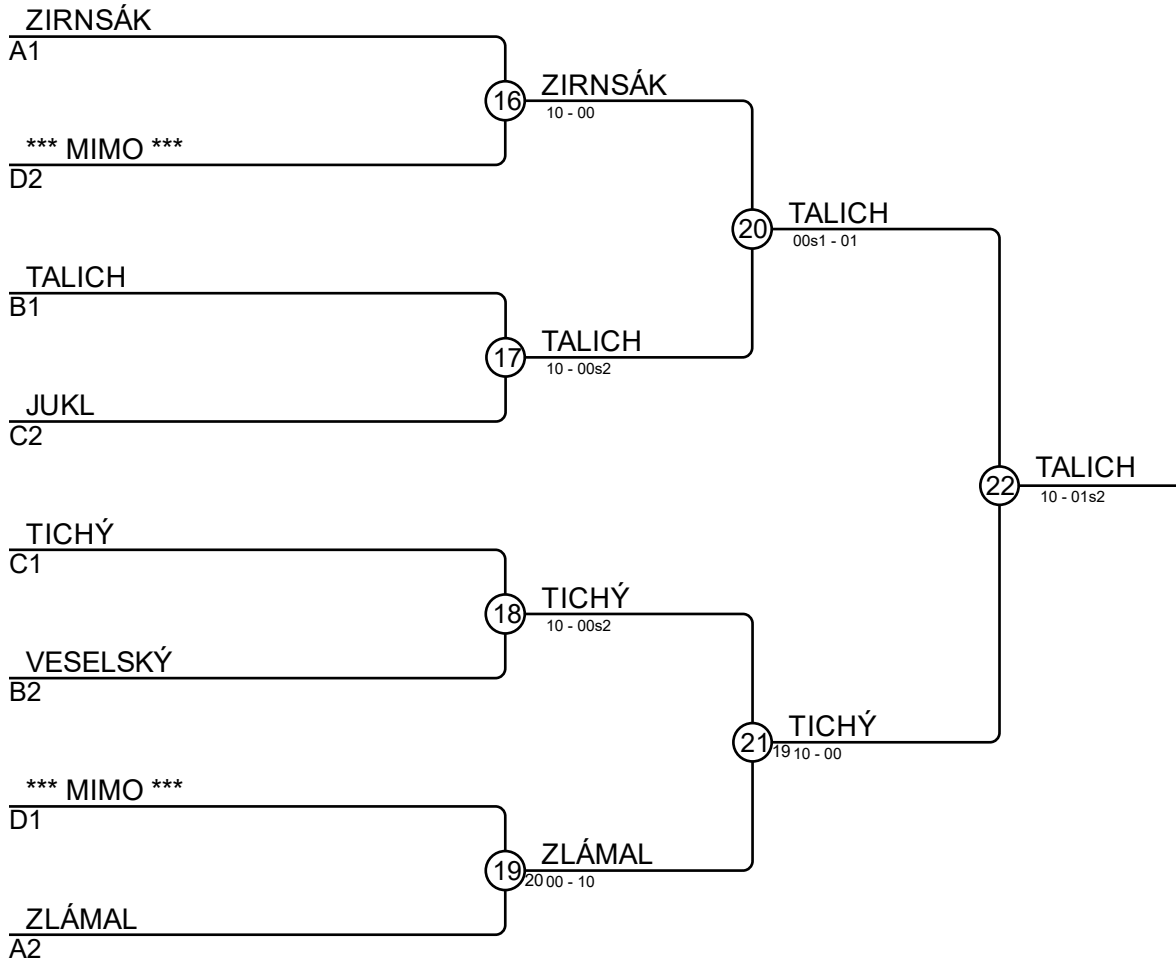 ZIRNSÁK
A1
16
ZIRNSÁK
10 - 00
*** MIMO ***
D2
20
TALICH
00s1 - 01
TALICH
B1
17
TALICH
10 - 00s2
JUKL
C2
22
TALICH
10 - 01s2
TICHÝ
C1
18
TICHÝ
10 - 00s2
VESELSKÝ
B2
21
19
TICHÝ
10 - 00
*** MIMO ***
D1
19
20
ZLÁMAL
00 - 10
ZLÁMAL
A2